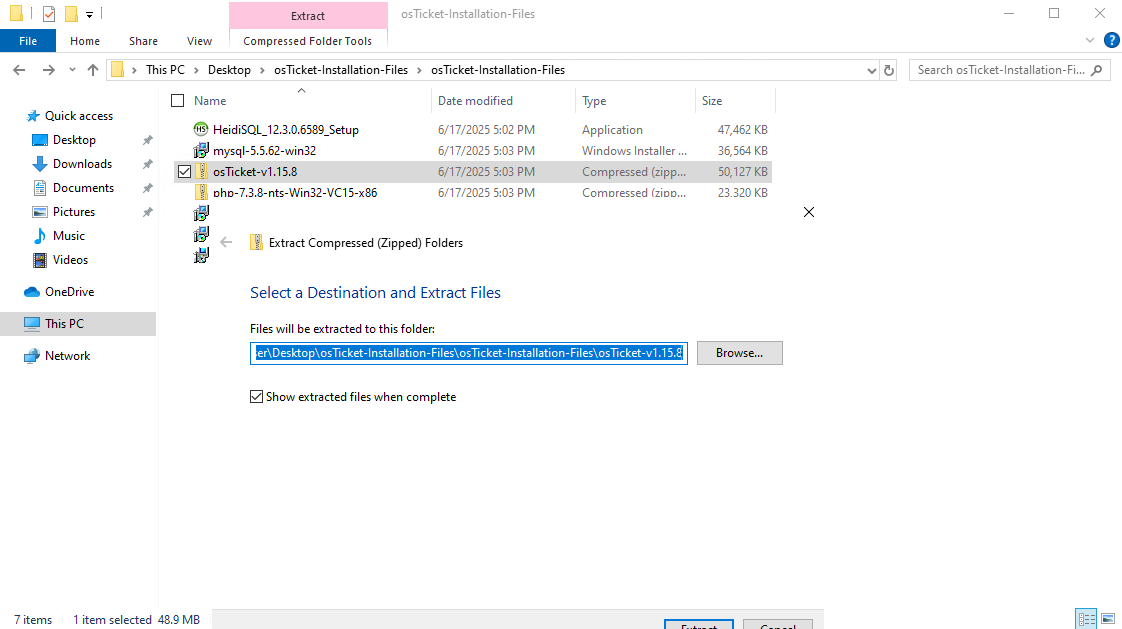 Extract
osTicket-Installation-Files
File Home Share View Compressed Folder Tools
?
This PC > Desktop > osTicket-Installation-Files > osTicket-Installation-Files
Search osTicket-Installation-Fi...
Name Date modified Type Size
Quick access
Desktop
Downloads
Documents
Pictures
Music
Videos
OneDrive
This PC
Network
HS HeidiSQL_12.3.0.6589_Setup 6/17/2025 5:02 PM Application 47,462 KB
mysql-5.5.62-win32 6/17/2025 5:03 PM Windows Installer ... 36,564 KB
osTicket-v1.15.8 6/17/2025 5:03 PM Compressed (zipp... 50,127 KB
php-7.3.8-nts-Win32-VC15-x86 6/17/2025 5:03 PM Compressed (zipp... 23,320 KB
Extract Compressed (Zipped) Folders
Select a Destination and Extract Files
Files will be extracted to this folder:
er\Desktop\osTicket-Installation-Files\osTicket-Installation-Files\osTicket-v1.15.8
Browse...
Show extracted files when complete
Extract Cancel
7 items 1 item selected 48.9 MB